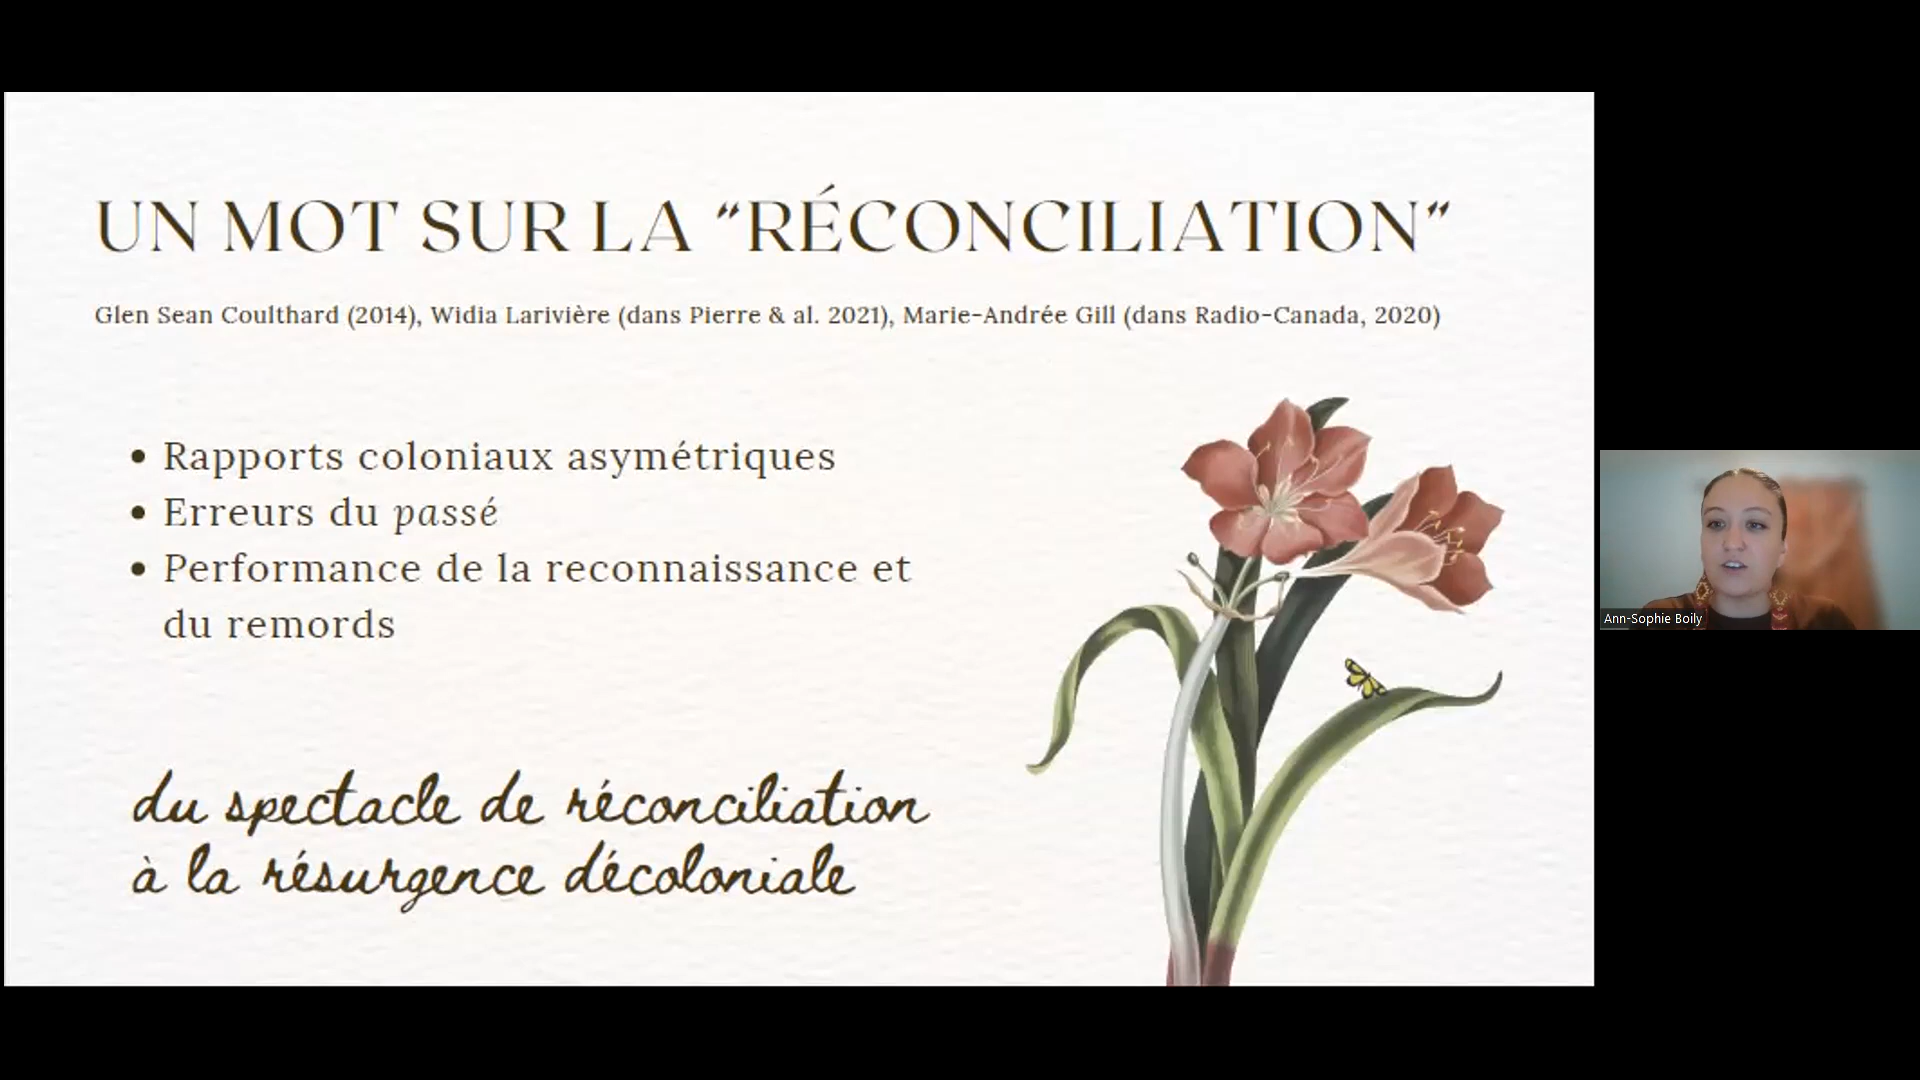 UN MOT SUR LA “RÉCONCILIATION”
Glen Sean Coulthard (2014), Widia Larivière (dans Pierre & al. 2021), Marie-Andrée Gill (dans Radio-Canada, 2020)
• Rapports coloniaux asymétriques
• Erreurs du passé
• Performance de la reconnaissance et
du remords
du spectacle de réconciliation
à la résurgence décoloniale
Ann-Sophie Boily